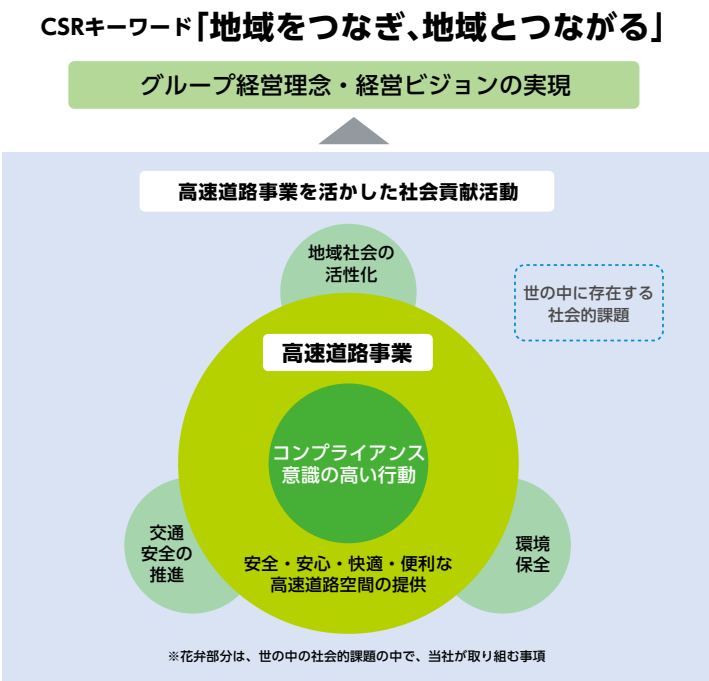 CSRキーワード「地域をつなぎ、地域とつながる」
グループ経営理念・経営ビジョンの実現
高速道路事業を活かした社会貢献活動
地域社会の
活性化
世の中に存在する
社会的課題
高速道路事業
コンプライアンス
意識の高い行動
交通
安全の
推進
環境
保全
安全・安心・快適・便利な
高速道路空間の提供
※花弁部分は、世の中の社会的課題の中で、当社が取り組む事項